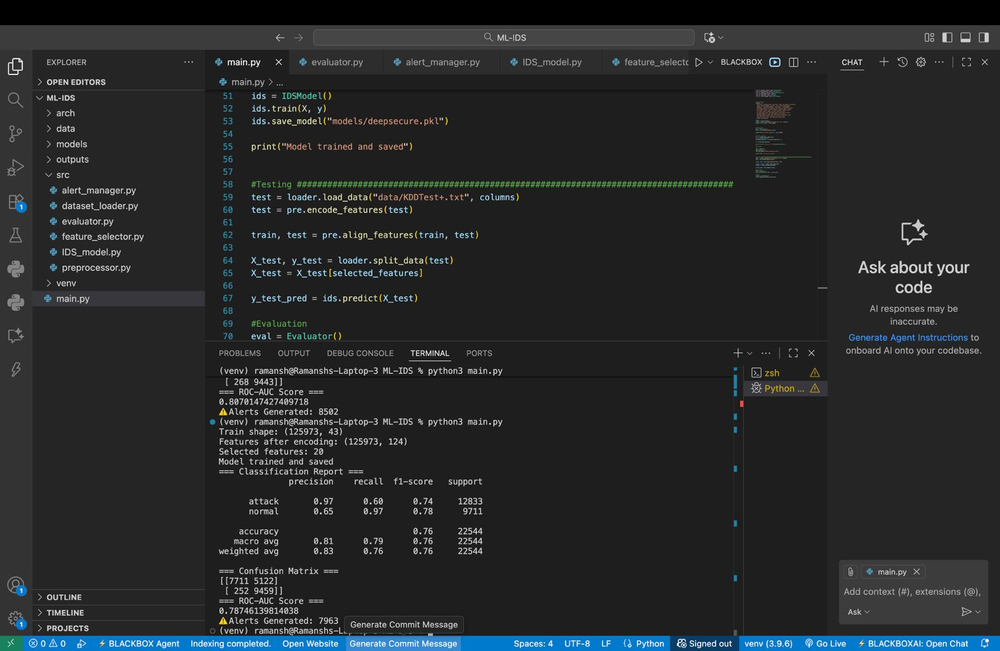 ML-IDS
EXPLORER
OPEN EDITORS
ML-IDS
arch
data
models
outputs
src
alert_manager.py
dataset_loader.py
evaluator.py
feature_selector.py
IDS_model.py
preprocessor.py
venv
main.py
OUTLINE
TIMELINE
PROJECTS
main.py
evaluator.py
alert_manager.py
IDS_model.py
feature_selecto
BLACKBOX
main.py > ...
51 ids = IDSModel()
52 ids.train(X, y)
53 ids.save_model("models/deepsecure.pkl")
54
55 print("Model trained and saved")
56
57
58 #Testing ######################################################################################
59 test = loader.load_data("data/KDDTest+.txt", columns)
60 test = pre.encode_features(test)
61
62 train, test = pre.align_features(train, test)
63
64 X_test, y_test = loader.split_data(test)
65 X_test = X_test[selected_features]
66
67 y_test_pred = ids.predict(X_test)
68
69 #Evaluation
70 eval = Evaluator()
PROBLEMS OUTPUT DEBUG CONSOLE TERMINAL PORTS
(venv) ramansh@Ramanshs-Laptop-3 ML-IDS % python3 main.py
[ 268 9443]]
=== ROC-AUC Score ===
0.8070147427409718
⚠️Alerts Generated: 8502
(venv) ramansh@Ramanshs-Laptop-3 ML-IDS % python3 main.py
Train shape: (125973, 43)
Features after encoding: (125973, 124)
Selected features: 20
Model trained and saved
=== Classification Report ===
precision recall f1-score support
attack 0.97 0.60 0.74 12833
normal 0.65 0.97 0.78 9711
accuracy 0.76 22544
macro avg 0.81 0.79 0.76 22544
weighted avg 0.83 0.76 0.76 22544
=== Confusion Matrix ===
[[7711 5122]
[ 252 9459]]
=== ROC-AUC Score ===
0.78746139814038
⚠️Alerts Generated: 7963
(venv) ramansh@Ramanshs-L
Generate Commit Message
zsh
Python ...
CHAT
Ask about your
code
AI responses may be
inaccurate.
Generate Agent Instructions to
onboard AI onto your codebase.
main.py
Add context (#), extensions (@),
Ask
1
1
1
0 0 BLACKBOX Agent Indexing completed. Open Website Generate Commit Message Spaces: 4 UTF-8 LF Python Signed out venv (3.9.6) Go Live BLACKBOXAI: Open Chat